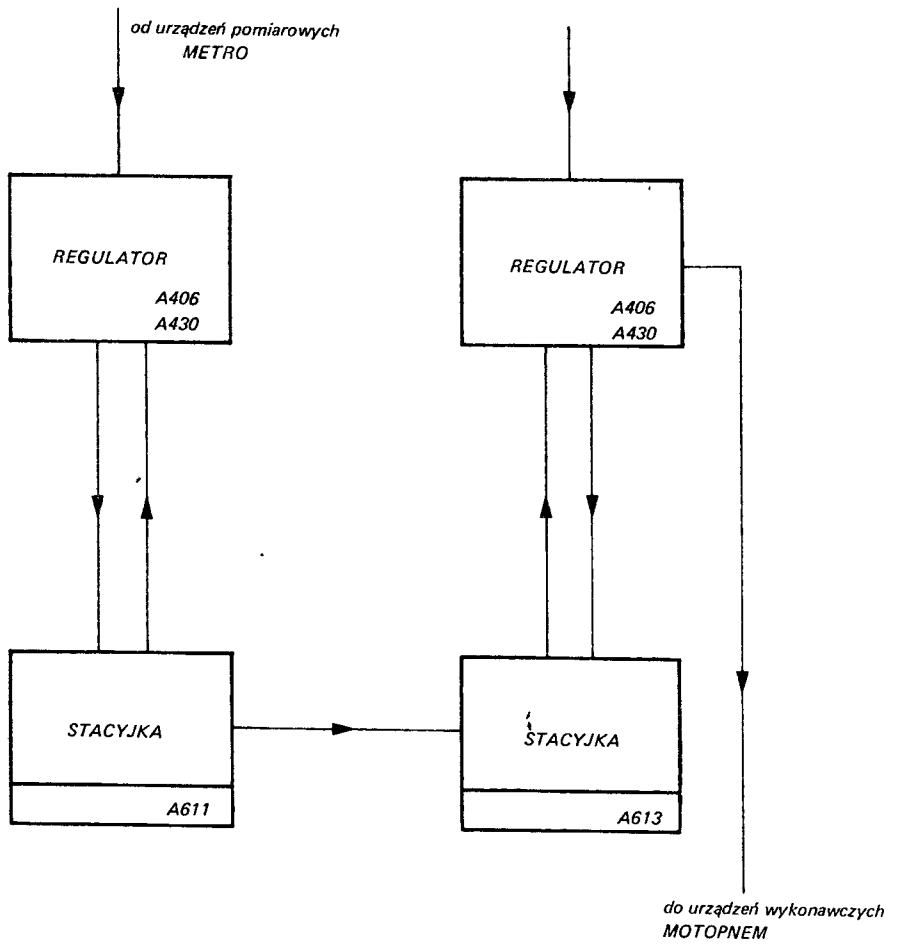 od urządzeń pomiarowych
METRO
REGULATOR
A406
A430
REGULATOR
A406
A430
STACYJKA
A611
STACYJKA
A613
do urządzeń wykonawczych
MOTOPNEM